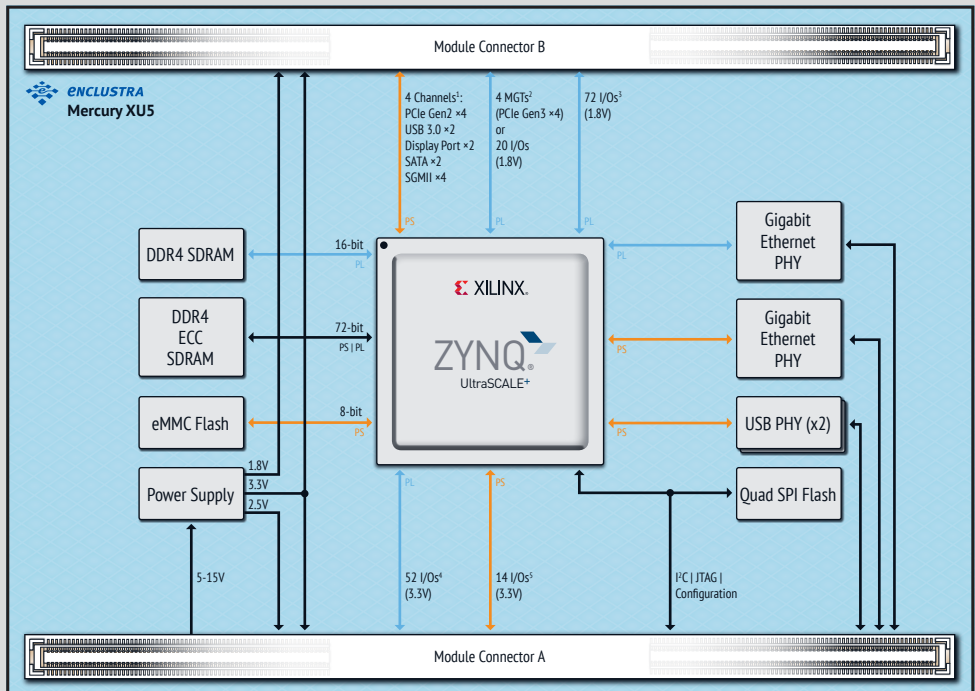 Module Connector B
enclustra
Mercury XU5
4 Channels¹:
PCIe Gen2 ×4
USB 3.0 ×2
Display Port ×2
SATA ×2
SGMII ×4
PS
4 MGTs²
(PCIe Gen3 ×4)
or
20 I/Os
(1.8V)
PL
72 I/Os³
(1.8V)
PL
DDR4 SDRAM
16-bit
PL
DDR4
ECC
SDRAM
72-bit
PS | PL
eMMC Flash
8-bit
PS
Power Supply
1.8V
3.3V
2.5V
5-15V
XILINX®
ZYNQ®
UltraSCALE+
PL
Gigabit
Ethernet
PHY
PS
Gigabit
Ethernet
PHY
PS
USB PHY (x2)
Quad SPI Flash
PL
52 I/Os⁴
(3.3V)
PS
14 I/Os⁵
(3.3V)
I²C | JTAG |
Configuration
Module Connector A